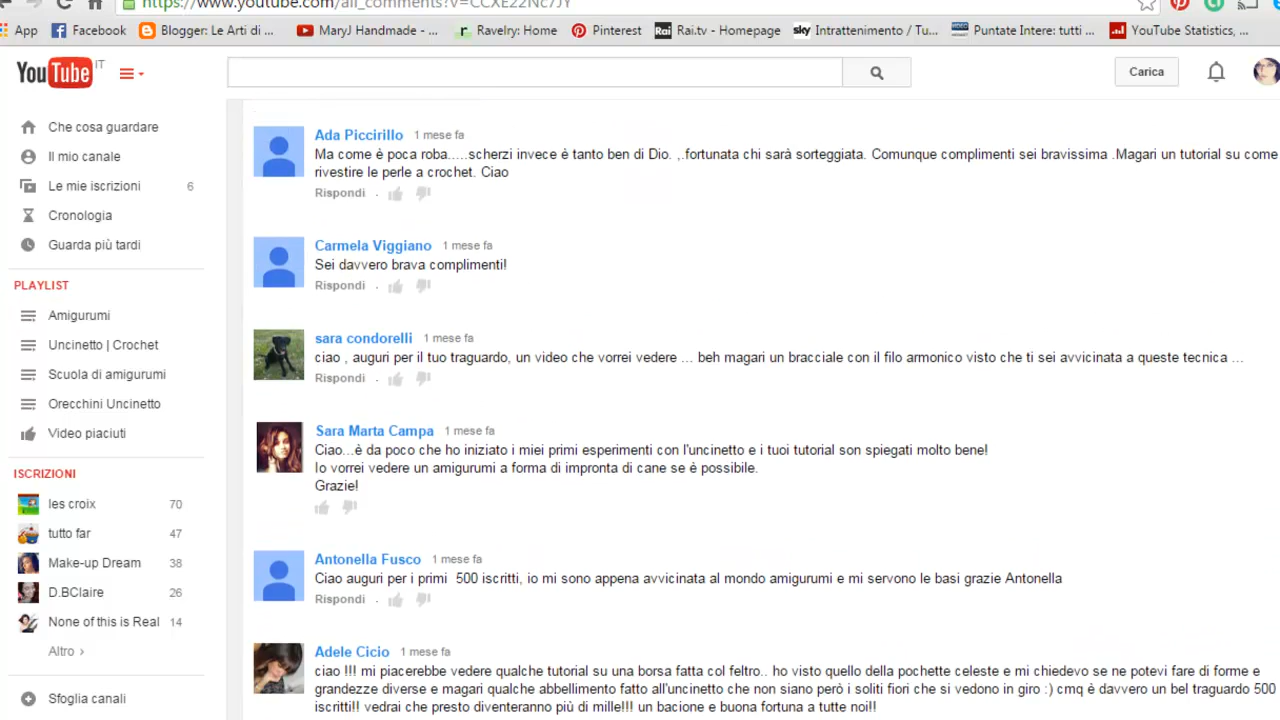 https://www.youtube.com/all_comments?v=CCXE22Nc7JY
App Facebook Blogger: Le Arti di ... MaryJ Handmade - ... Ravelry: Home Pinterest Rai.tv - Homepage Intrattenimento / Tu... Puntate Intere: tutti ... YouTube Statistics, ...
YouTube IT
Carica
Che cosa guardare
Il mio canale
Le mie iscrizioni 6
Cronologia
Guarda più tardi
PLAYLIST
Amigurumi
Uncinetto | Crochet
Scuola di amigurumi
Orecchini Uncinetto
Video piaciuti
ISCRIZIONI
les croix 70
tutto far 47
Make-up Dream 38
D.BClaire 26
None of this is Real 14
Altro ›
Sfoglia canali
Ada Piccirillo 1 mese fa
Ma come è poca roba.....scherzi invece è tanto ben di Dio. ,.fortunata chi sarà sorteggiata. Comunque complimenti sei bravissima .Magari un tutorial su come
rivestire le perle a crochet. Ciao
Rispondi ·
Carmela Viggiano 1 mese fa
Sei davvero brava complimenti!
Rispondi ·
sara condorelli 1 mese fa
ciao , auguri per il tuo traguardo, un video che vorrei vedere ... beh magari un bracciale con il filo armonico visto che ti sei avvicinata a queste tecnica ...
Rispondi ·
Sara Marta Campa 1 mese fa
Ciao...è da poco che ho iniziato i miei primi esperimenti con l'uncinetto e i tuoi tutorial son spiegati molto bene!
Io vorrei vedere un amigurumi a forma di impronta di cane se è possibile.
Grazie!
Antonella Fusco 1 mese fa
Ciao auguri per i primi 500 iscritti, io mi sono appena avvicinata al mondo amigurumi e mi servono le basi grazie Antonella
Rispondi ·
Adele Cicio 1 mese fa
ciao !!! mi piacerebbe vedere qualche tutorial su una borsa fatta col feltro.. ho visto quello della pochette celeste e mi chiedevo se ne potevi fare di forme e
grandezze diverse e magari qualche abbellimento fatto all'uncinetto che non siano però i soliti fiori che si vedono in giro :) cmq è davvero un bel traguardo 500
iscritti!! vedrai che presto diventeranno più di mille!!! un bacione e buona fortuna a tutte noi!!